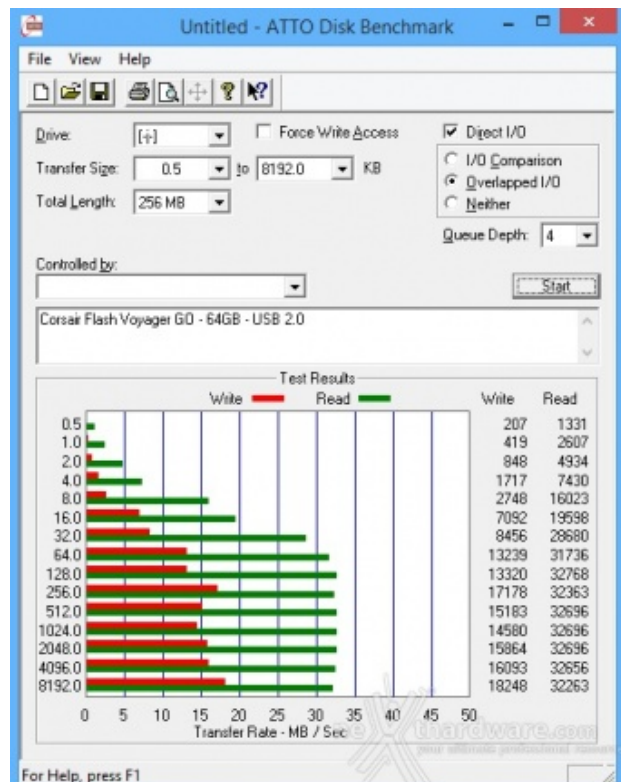 Untitled - ATTO Disk Benchmark
File View Help
Drive: [-i-] Force Write Access Direct I/O
Transfer Size: 0.5 to 8192.0 KB I/O Comparison
Overlapped I/O
Total Length: 256 MB Neither
Queue Depth: 4
Controlled by:
Start
Corsair Flash Voyager GO - 64GB - USB 2.0
Test Results
Write Read Write Read
0.5 207 1331
1.0 419 2607
2.0 848 4934
4.0 1717 7430
8.0 2748 16023
16.0 7092 19598
32.0 8456 28680
64.0 13239 31736
128.0 13320 32768
256.0 17178 32363
512.0 15183 32696
1024.0 14580 32696
2048.0 15864 32696
4096.0 16093 32656
8192.0 18248 32263
0 5 10 15 20 25 30 35 40 45 50
Transfer Rate - MB / Sec
thardware.com
your ultimate professional resource
For Help, press F1